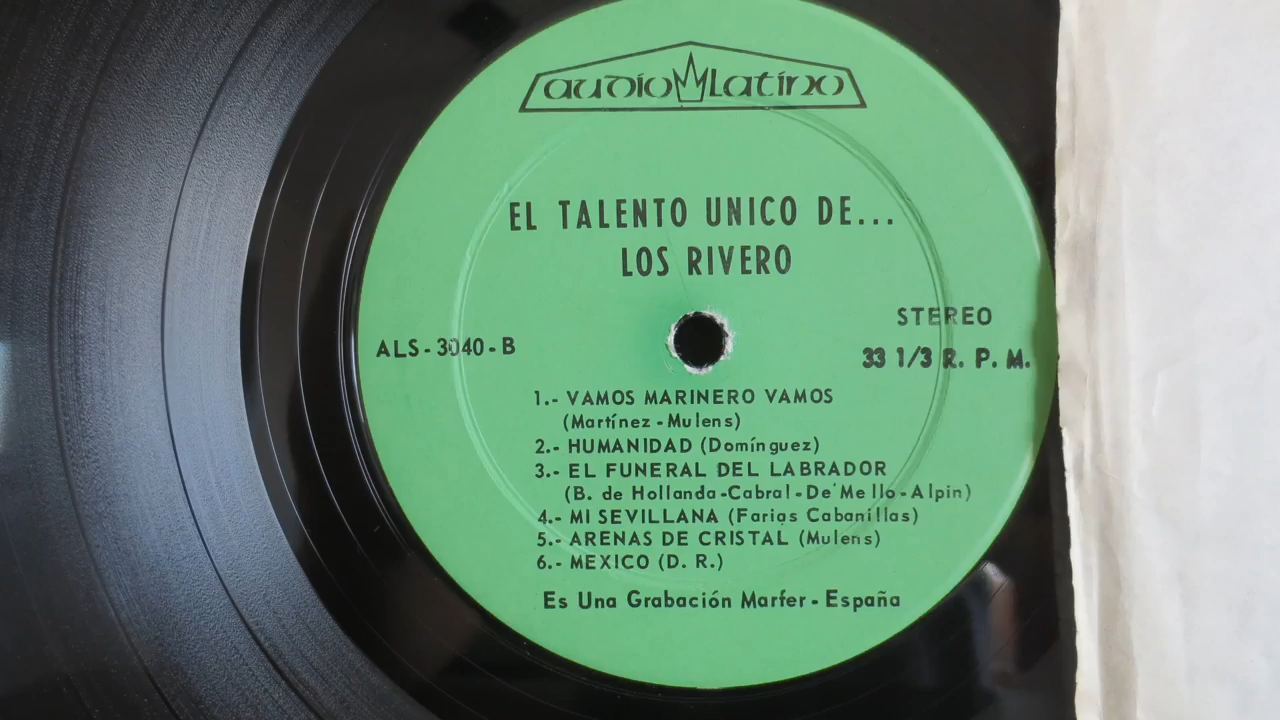 audio Latino
EL TALENTO UNICO DE...
LOS RIVERO
STEREO
ALS-3040-B
33 1/3 R. P. M.
1.- VAMOS MARINERO VAMOS
(Martínez - Mulens)
2.- HUMANIDAD (Domínguez)
3.- EL FUNERAL DEL LABRADOR
(B. de Hollanda-Cabral-De'Mello-Alpin)
4.- MI SEVILLANA (Farias Cabanillas)
5.- ARENAS DE CRISTAL (Mulens)
6.- MEXICO (D. R.)
Es Una Grabación Marfer - España